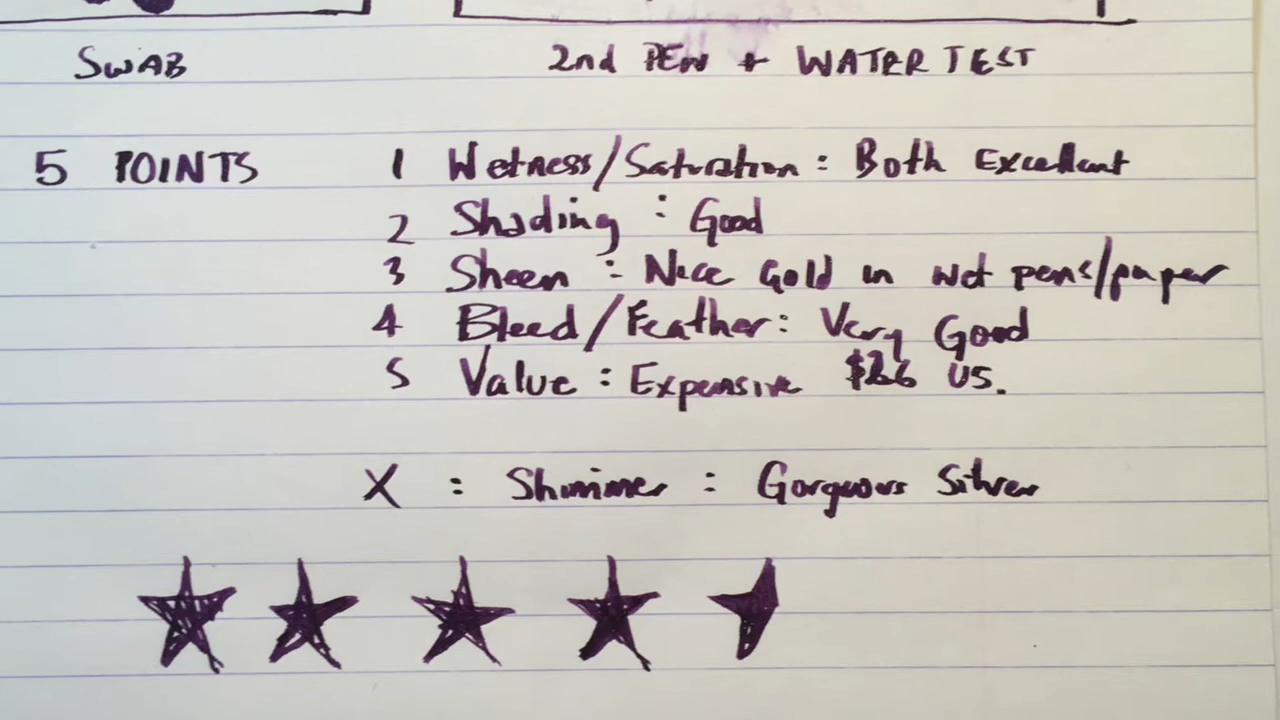 SWAB
2nd PEN + WATER TEST
5 POINTS
1 Wetness/Saturation : Both Excellent
2 Shading : Good
3 Sheen : Nice Gold in wet pens/paper
4 Bleed/Feather: Very Good
5 Value : Expensive $26 US.
X : Shimmer : Gorgeous Silver